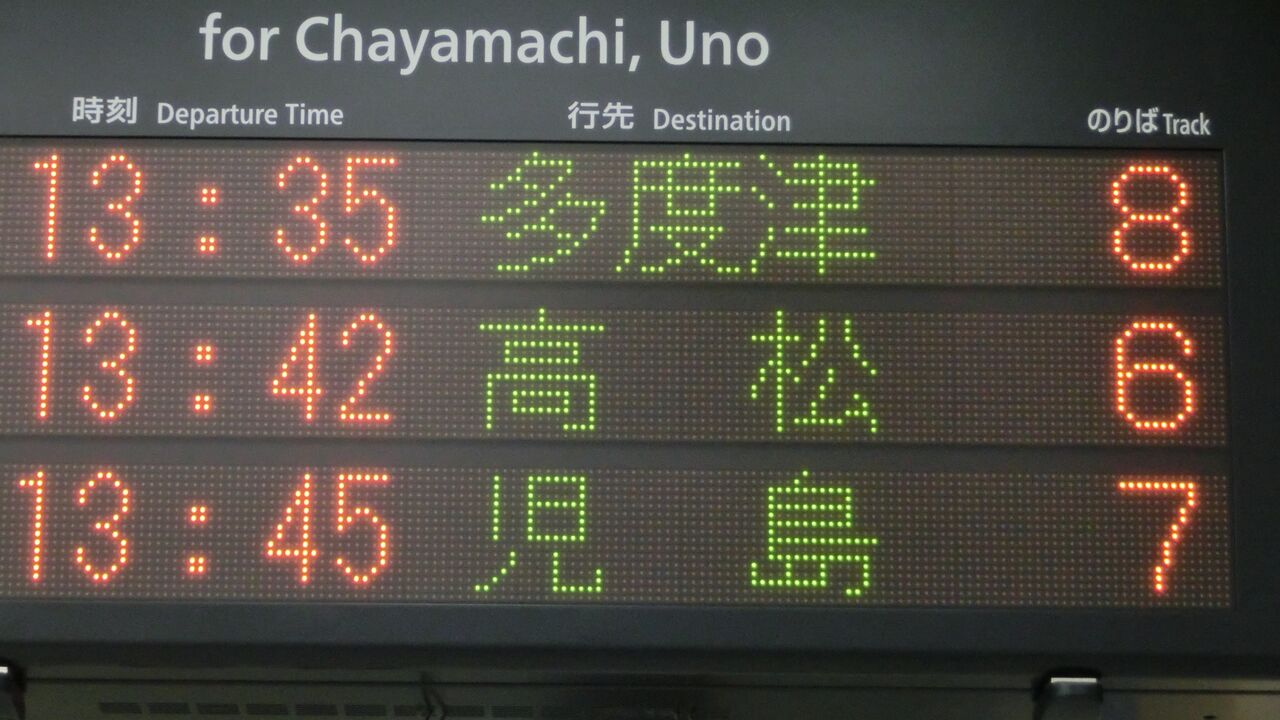 for Chayamachi, Uno
時刻 Departure Time 行先 Destination のりば Track
13:35 多度津 8
13:42 高松 6
13:45 児島 7